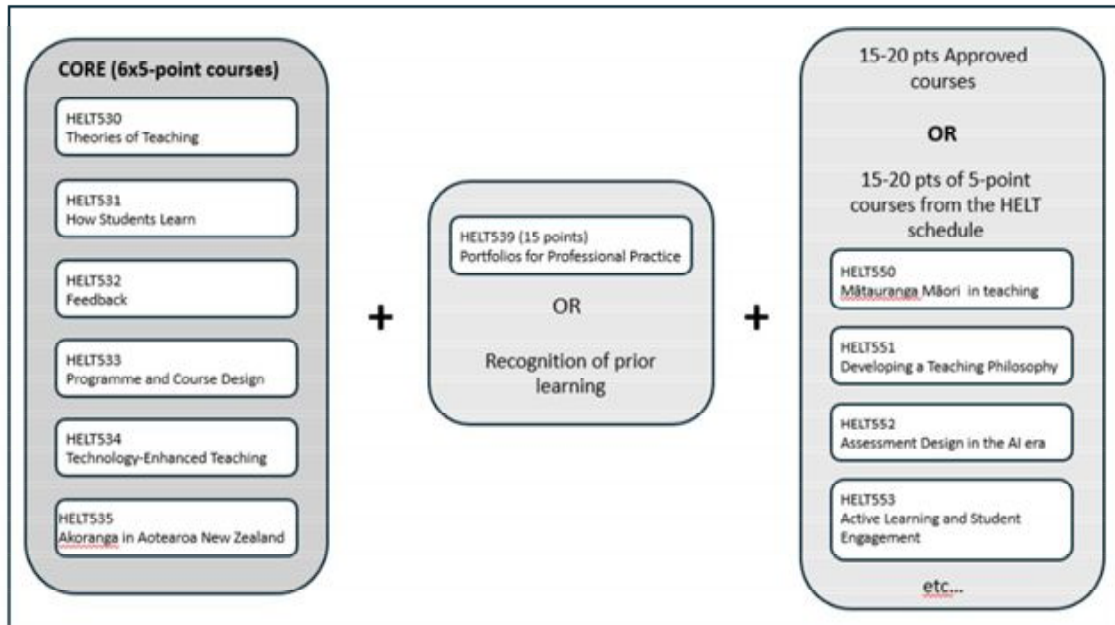 CORE (6x5-point courses)
HELT530
Theories of Teaching
HELT531
How Students Learn
HELT532
Feedback
HELT533
Programme and Course Design
HELT534
Technology-Enhanced Teaching
HELT535
Akoranga in Aotearoa New Zealand
+
HELT539 (15 points)
Portfolios for Professional Practice
OR
Recognition of prior
learning
+
15-20 pts Approved
courses
OR
15-20 pts of 5-point
courses from the HELT
schedule
HELT550
Mātauranga Māori in teaching
HELT551
Developing a Teaching Philosophy
HELT552
Assessment Design in the AI era
HELT553
Active Learning and Student
Engagement
etc...